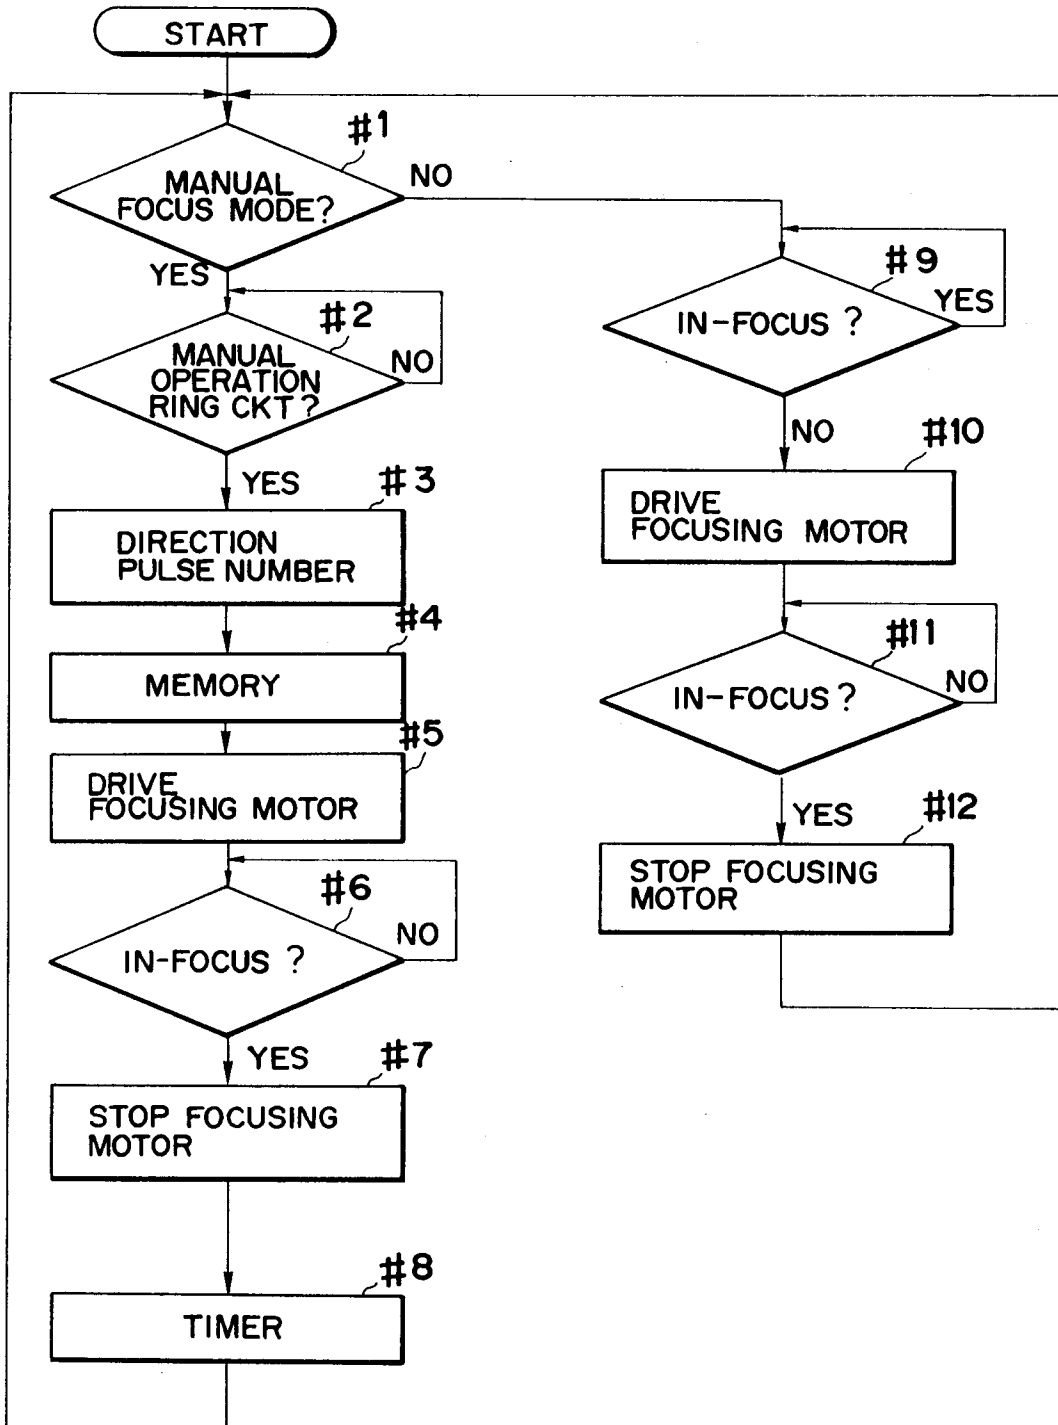 START
#1
MANUAL
FOCUS MODE?
NO
YES
#2
MANUAL
OPERATION
RING CKT?
NO
YES
#3
DIRECTION
PULSE NUMBER
#4
MEMORY
#5
DRIVE
FOCUSING MOTOR
#6
IN-FOCUS ?
NO
YES
#7
STOP FOCUSING
MOTOR
#8
TIMER
#9
IN-FOCUS ?
YES
NO
#10
DRIVE
FOCUSING MOTOR
#11
IN-FOCUS ?
NO
YES
#12
STOP FOCUSING
MOTOR